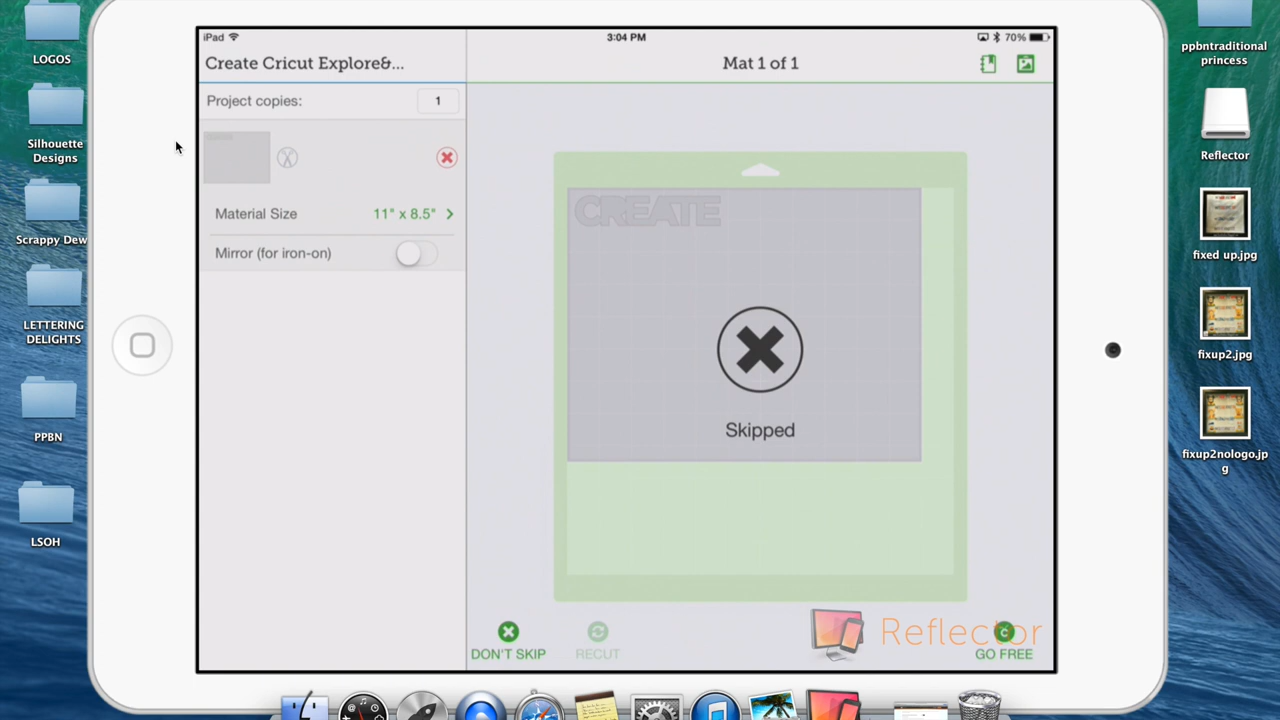 LOGOS
Silhouette
Designs
Scrappy Dew
LETTERING
DELIGHTS
PPBN
LSOH
iPad
3:04 PM
70%
Create Cricut Explore&...
Mat 1 of 1
Project copies:
1
Material Size
11" x 8.5"
Mirror (for iron-on)
CREATE
Skipped
DON'T SKIP
RECUT
Reflector
C
GO FREE
ppbntraditional
princess
Reflector
fixed up.jpg
fixup2.jpg
fixup2nologo.jp
g